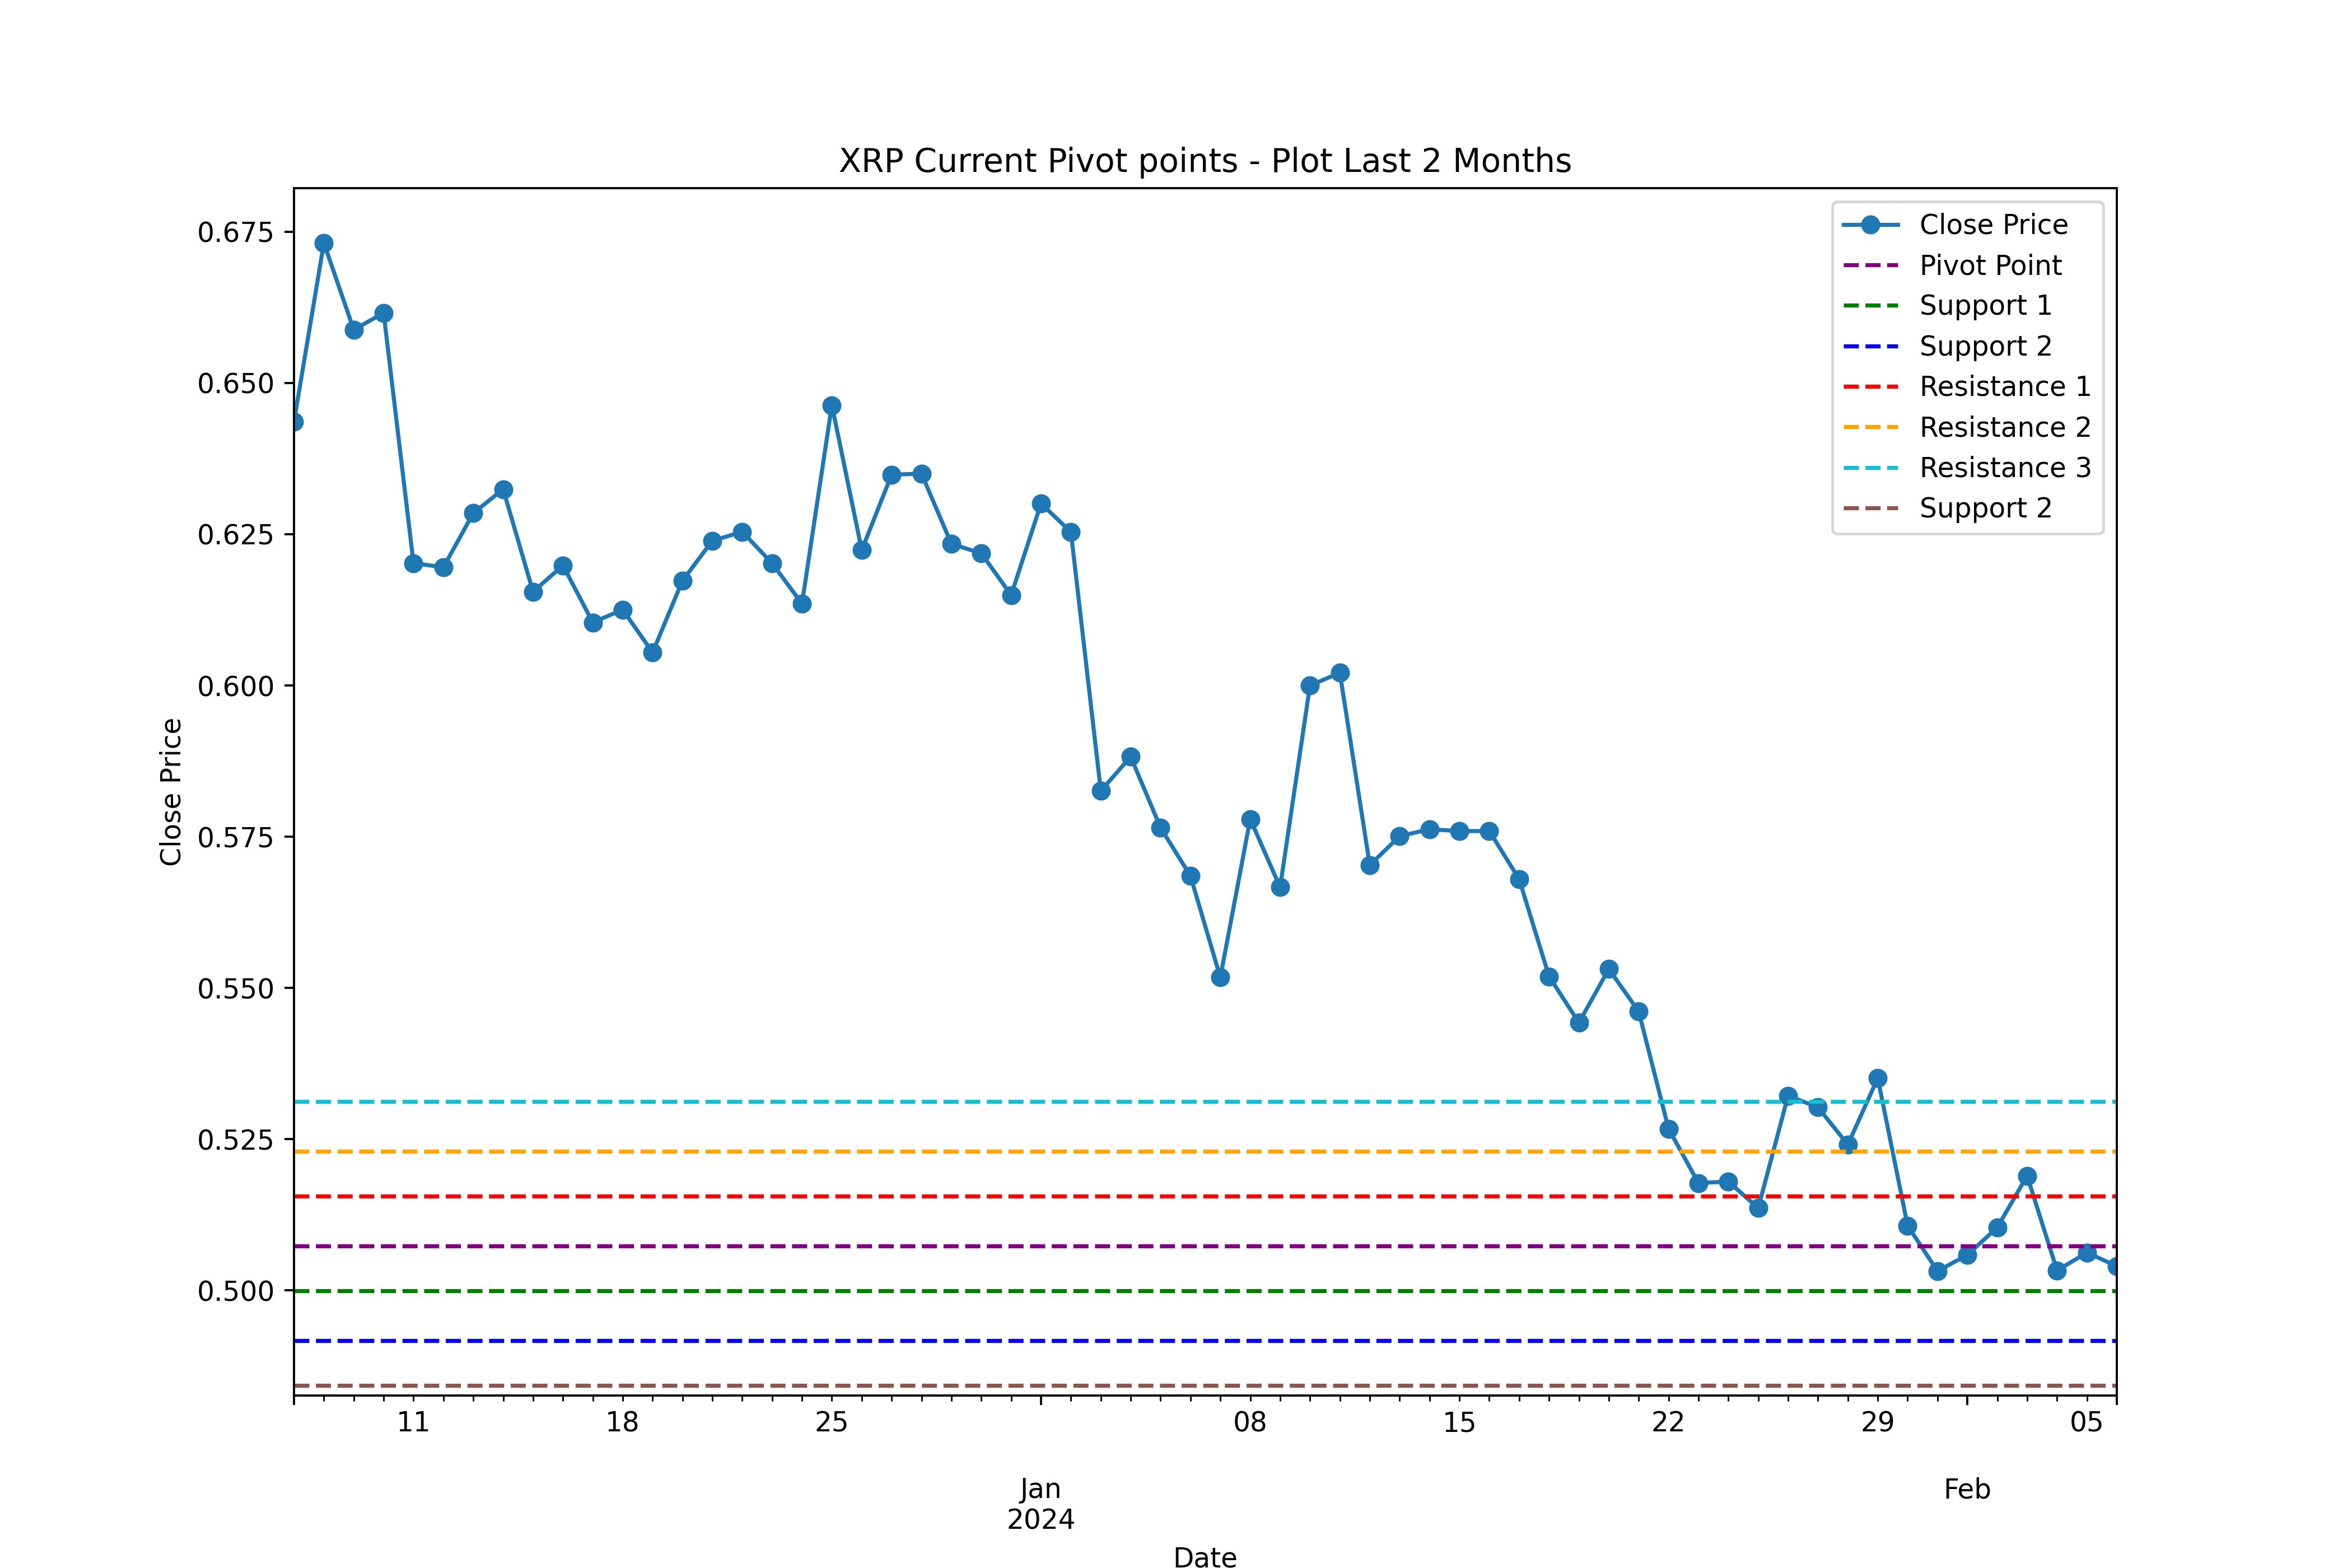 XRP Current Pivot points - Plot Last 2 Months
Close Price
0.675
0.650
0.625
0.600
0.575
0.550
0.525
0.500
Close Price
Pivot Point
Support 1
Support 2
Resistance 1
Resistance 2
Resistance 3
Support 2
11 18 25 08 15 22 29 05
Jan Feb
2024
Date